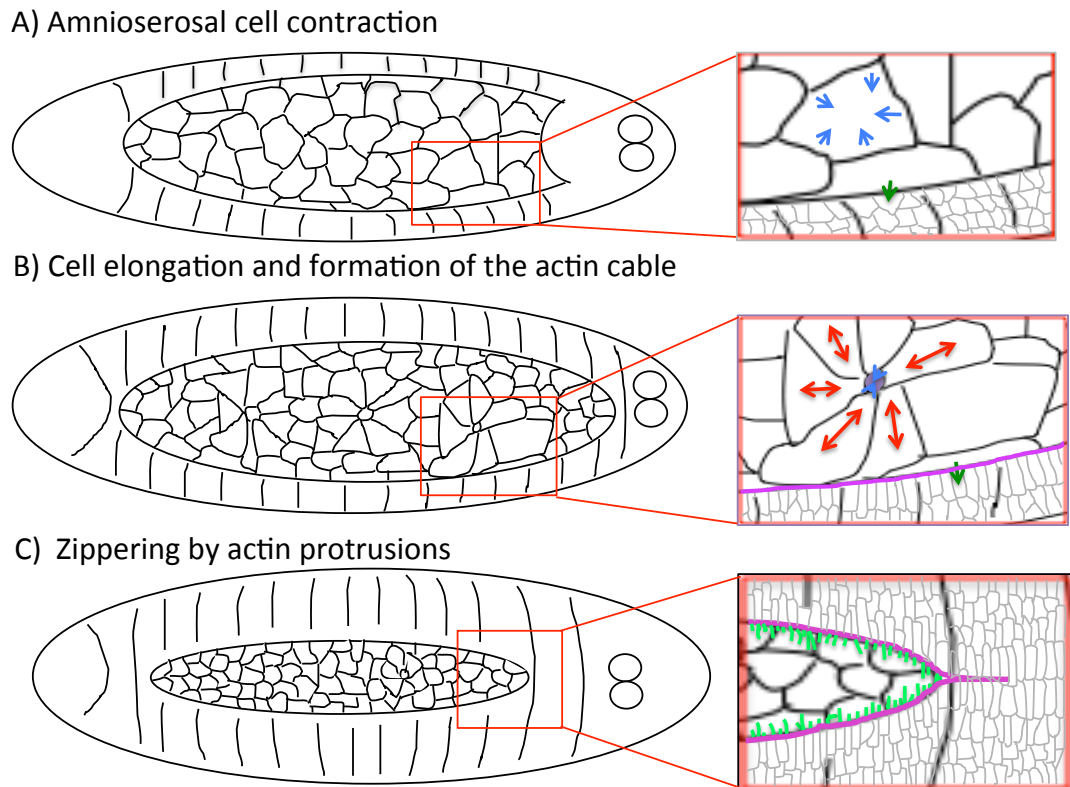 A) Amnioserosal cell contraction
B) Cell elongation and formation of the actin cable
C) Zippering by actin protrusions